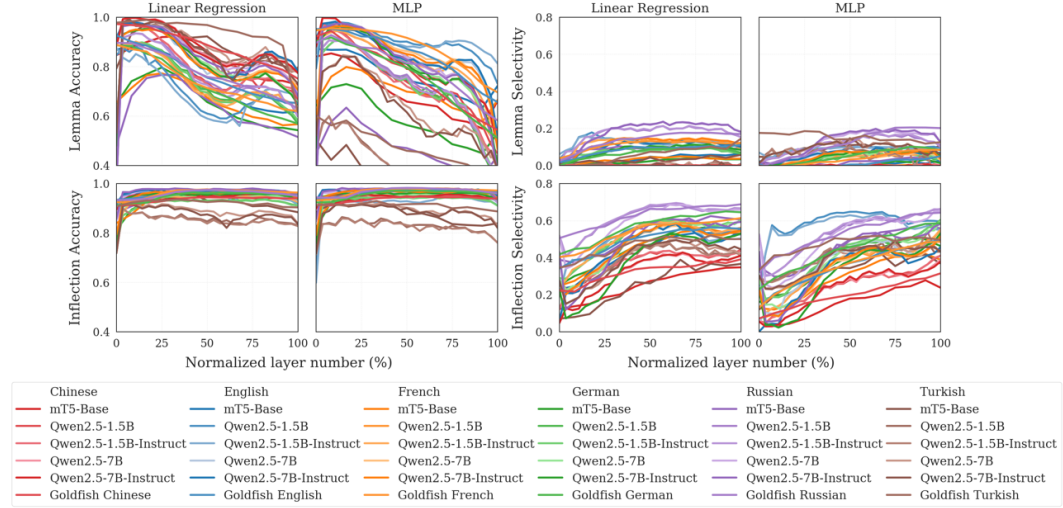 Linear Regression MLP Linear Regression MLP
Lemma Accuracy
1.0
0.8
0.6
0.4
Lemma Selectivity
0.8
0.6
0.4
0.2
0.0
Inflection Accuracy
1.0
0.8
0.6
0.4
Inflection Selectivity
0.8
0.6
0.4
0.2
0.0
0 25 50 75 100 0 25 50 75 100 0 25 50 75 100 0 25 50 75 100
Normalized layer number (%) Normalized layer number (%)
Chinese English French German Russian Turkish
mT5-Base mT5-Base mT5-Base mT5-Base mT5-Base mT5-Base
Qwen2.5-1.5B Qwen2.5-1.5B Qwen2.5-1.5B Qwen2.5-1.5B Qwen2.5-1.5B Qwen2.5-1.5B
Qwen2.5-1.5B-Instruct Qwen2.5-1.5B-Instruct Qwen2.5-1.5B-Instruct Qwen2.5-1.5B-Instruct Qwen2.5-1.5B-Instruct Qwen2.5-1.5B-Instruct
Qwen2.5-7B Qwen2.5-7B Qwen2.5-7B Qwen2.5-7B Qwen2.5-7B Qwen2.5-7B
Qwen2.5-7B-Instruct Qwen2.5-7B-Instruct Qwen2.5-7B-Instruct Qwen2.5-7B-Instruct Qwen2.5-7B-Instruct Qwen2.5-7B-Instruct
Goldfish Chinese Goldfish English Goldfish French Goldfish German Goldfish Russian Goldfish Turkish